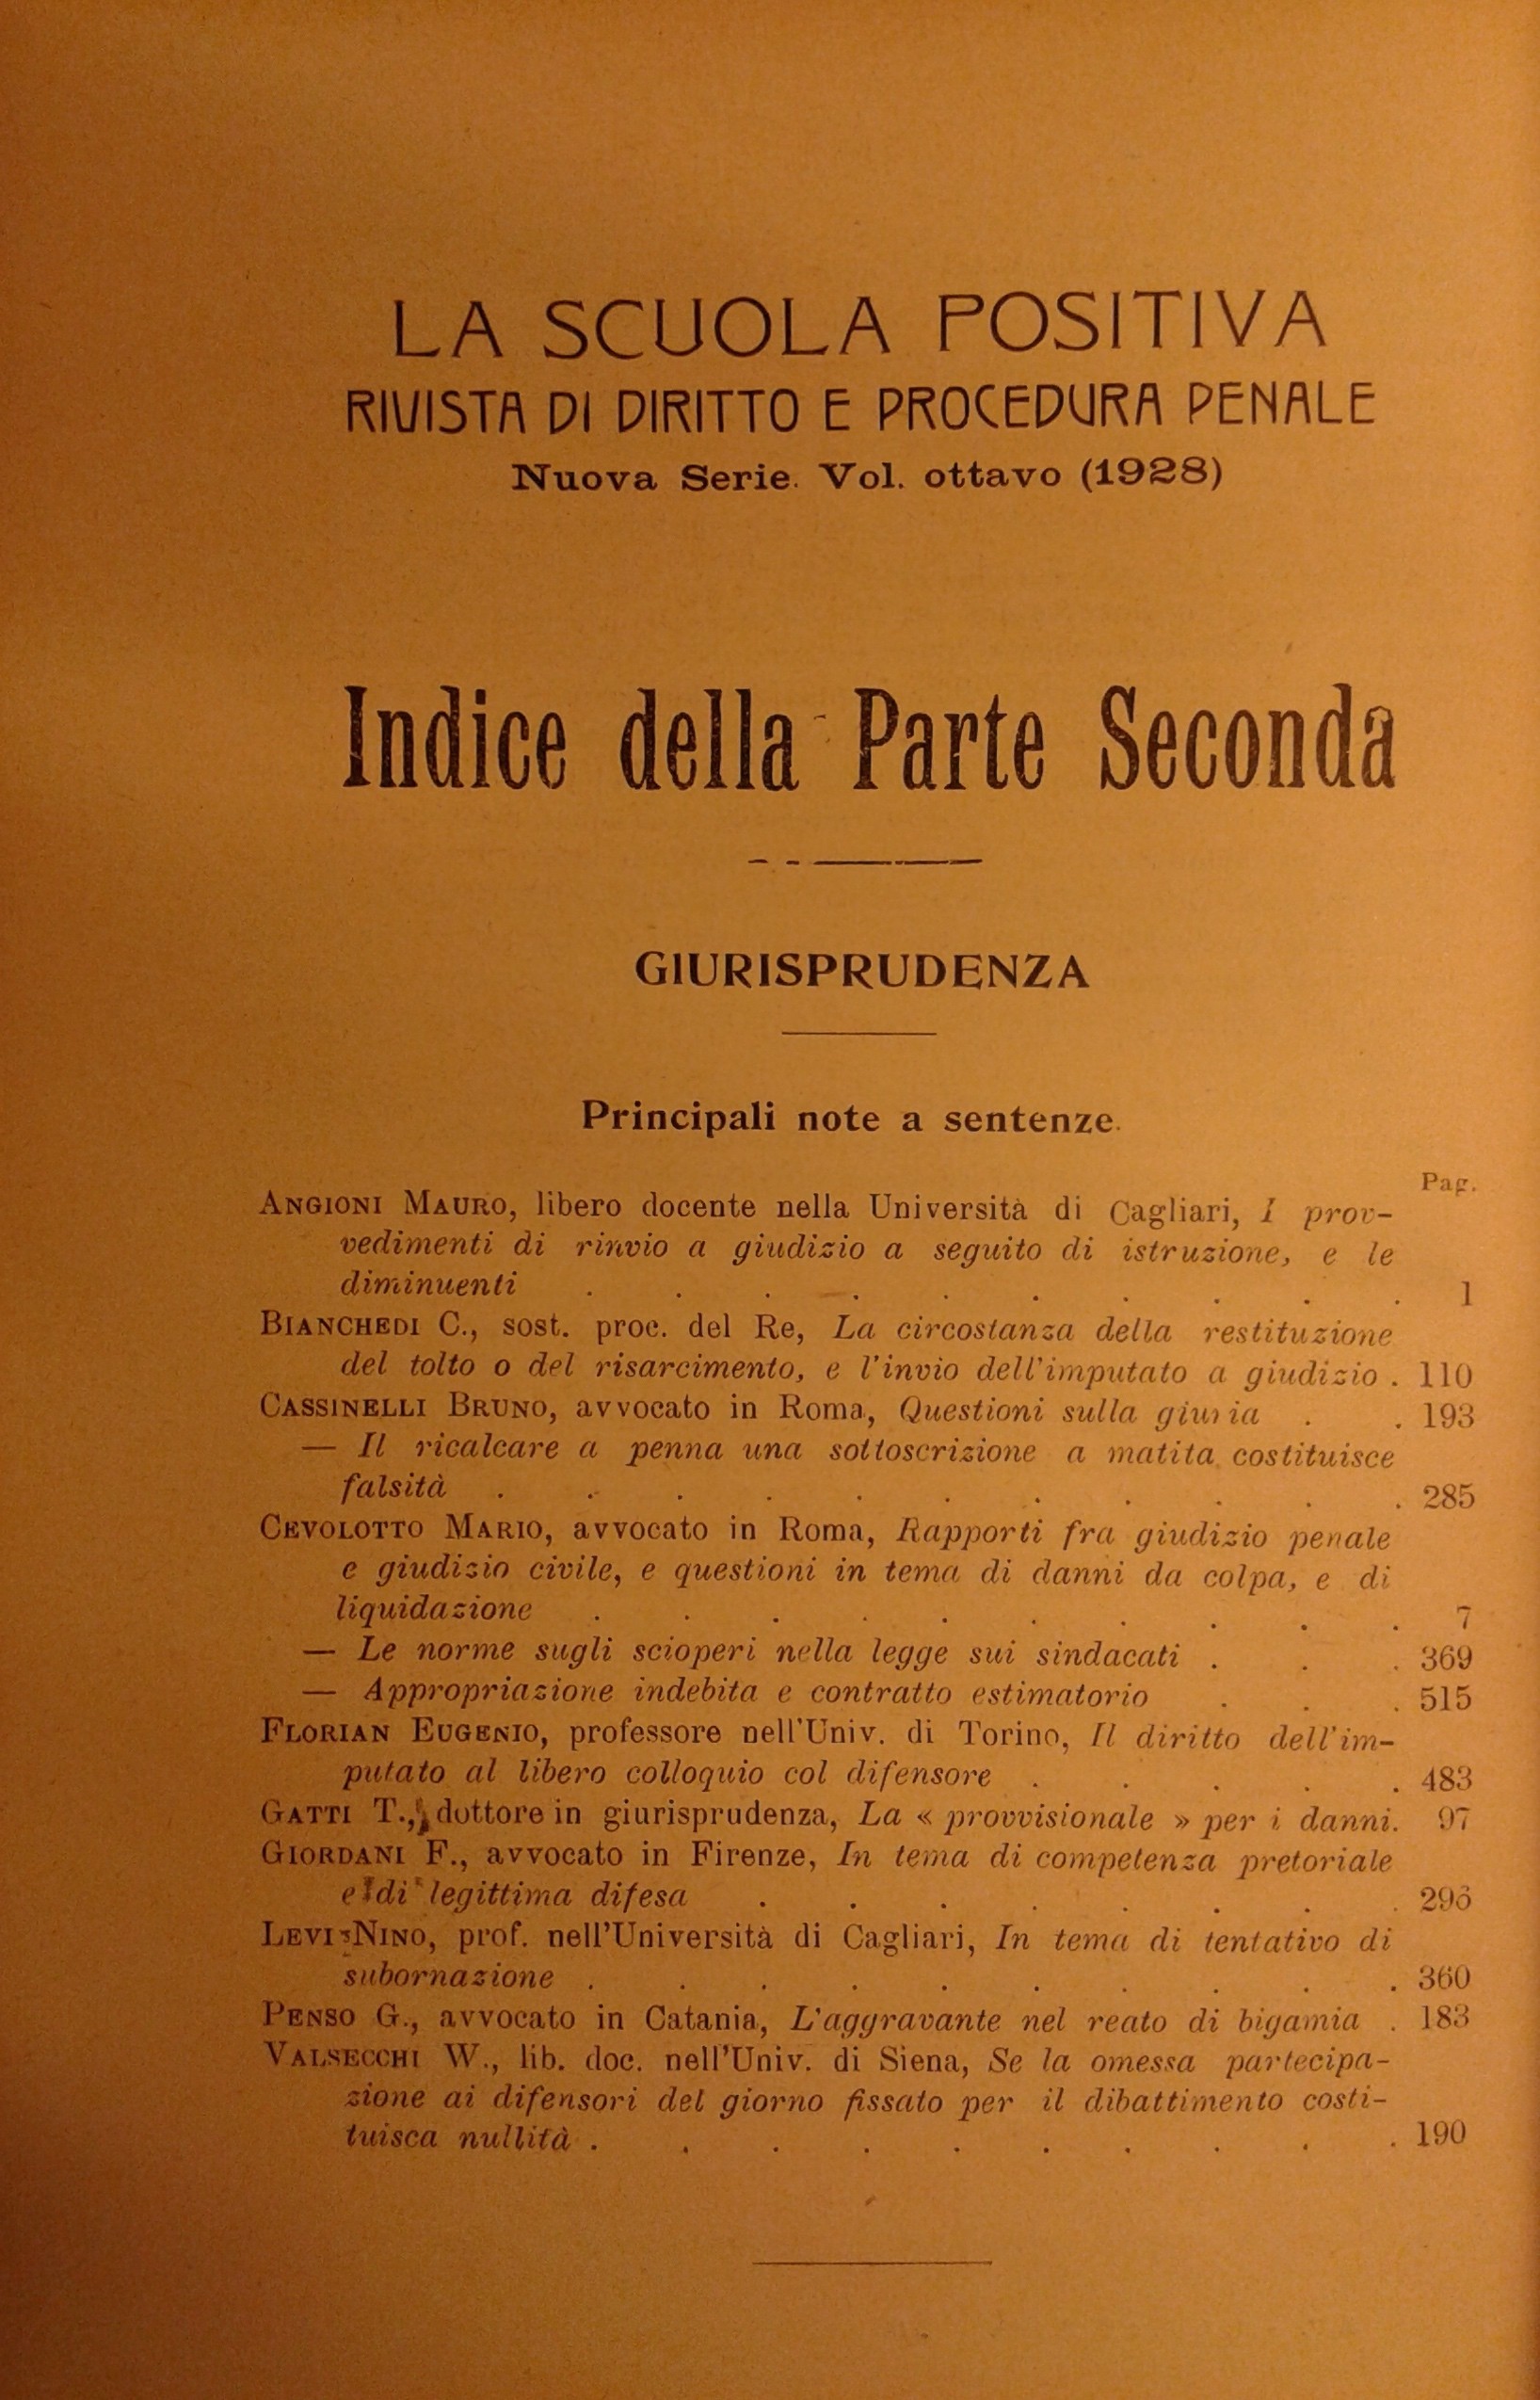 LA SCUOLA POSITIVA
RIVISTA DI DIRITTO E PROCEDURA PENALE
Nuova Serie. Vol. ottavo (1928)
Indice della Parte Seconda
GIURISPRUDENZA
Principali note a sentenze.
Pag.
ANGIONI MAURO, libero docente nella Università di Cagliari, I prov-
vedimenti di rinvio a giudizio a seguito di istruzione, e le
diminuenti . . . . . . . . . . 1
BIANCHEDI C., sost. proc. del Re, La circostanza della restituzione
del tolto o del risarcimento, e l'invio dell'imputato a giudizio . 110
CASSINELLI BRUNO, avvocato in Roma, Questioni sulla giuria . . 193
— Il ricalcare a penna una sottoscrizione a matita costituisce
falsità . . . . . . . . . . . 285
CEVOLOTTO MARIO, avvocato in Roma, Rapporti fra giudizio penale
e giudizio civile, e questioni in tema di danni da colpa, e di
liquidazione . . . . . . . . . . 7
— Le norme sugli scioperi nella legge sui sindacati . . . 369
— Appropriazione indebita e contratto estimatorio . . . 515
FLORIAN EUGENIO, professore nell'Univ. di Torino, Il diritto dell'im-
putato al libero colloquio col difensore . . . . . 483
GATTI T., dottore in giurisprudenza, La « provvisionale » per i danni. 97
GIORDANI F., avvocato in Firenze, In tema di competenza pretoriale
e di legittima difesa . . . . . . . . 296
LEVI NINO, prof. nell'Università di Cagliari, In tema di tentativo di
subornazione . . . . . . . . . . 360
PENSO G., avvocato in Catania, L'aggravante nel reato di bigamia . 183
VALSECCHI W., lib. doc. nell'Univ. di Siena, Se la omessa partecipa-
zione ai difensori del giorno fissato per il dibattimento costi-
tuisca nullità . . . . . . . . . . 190